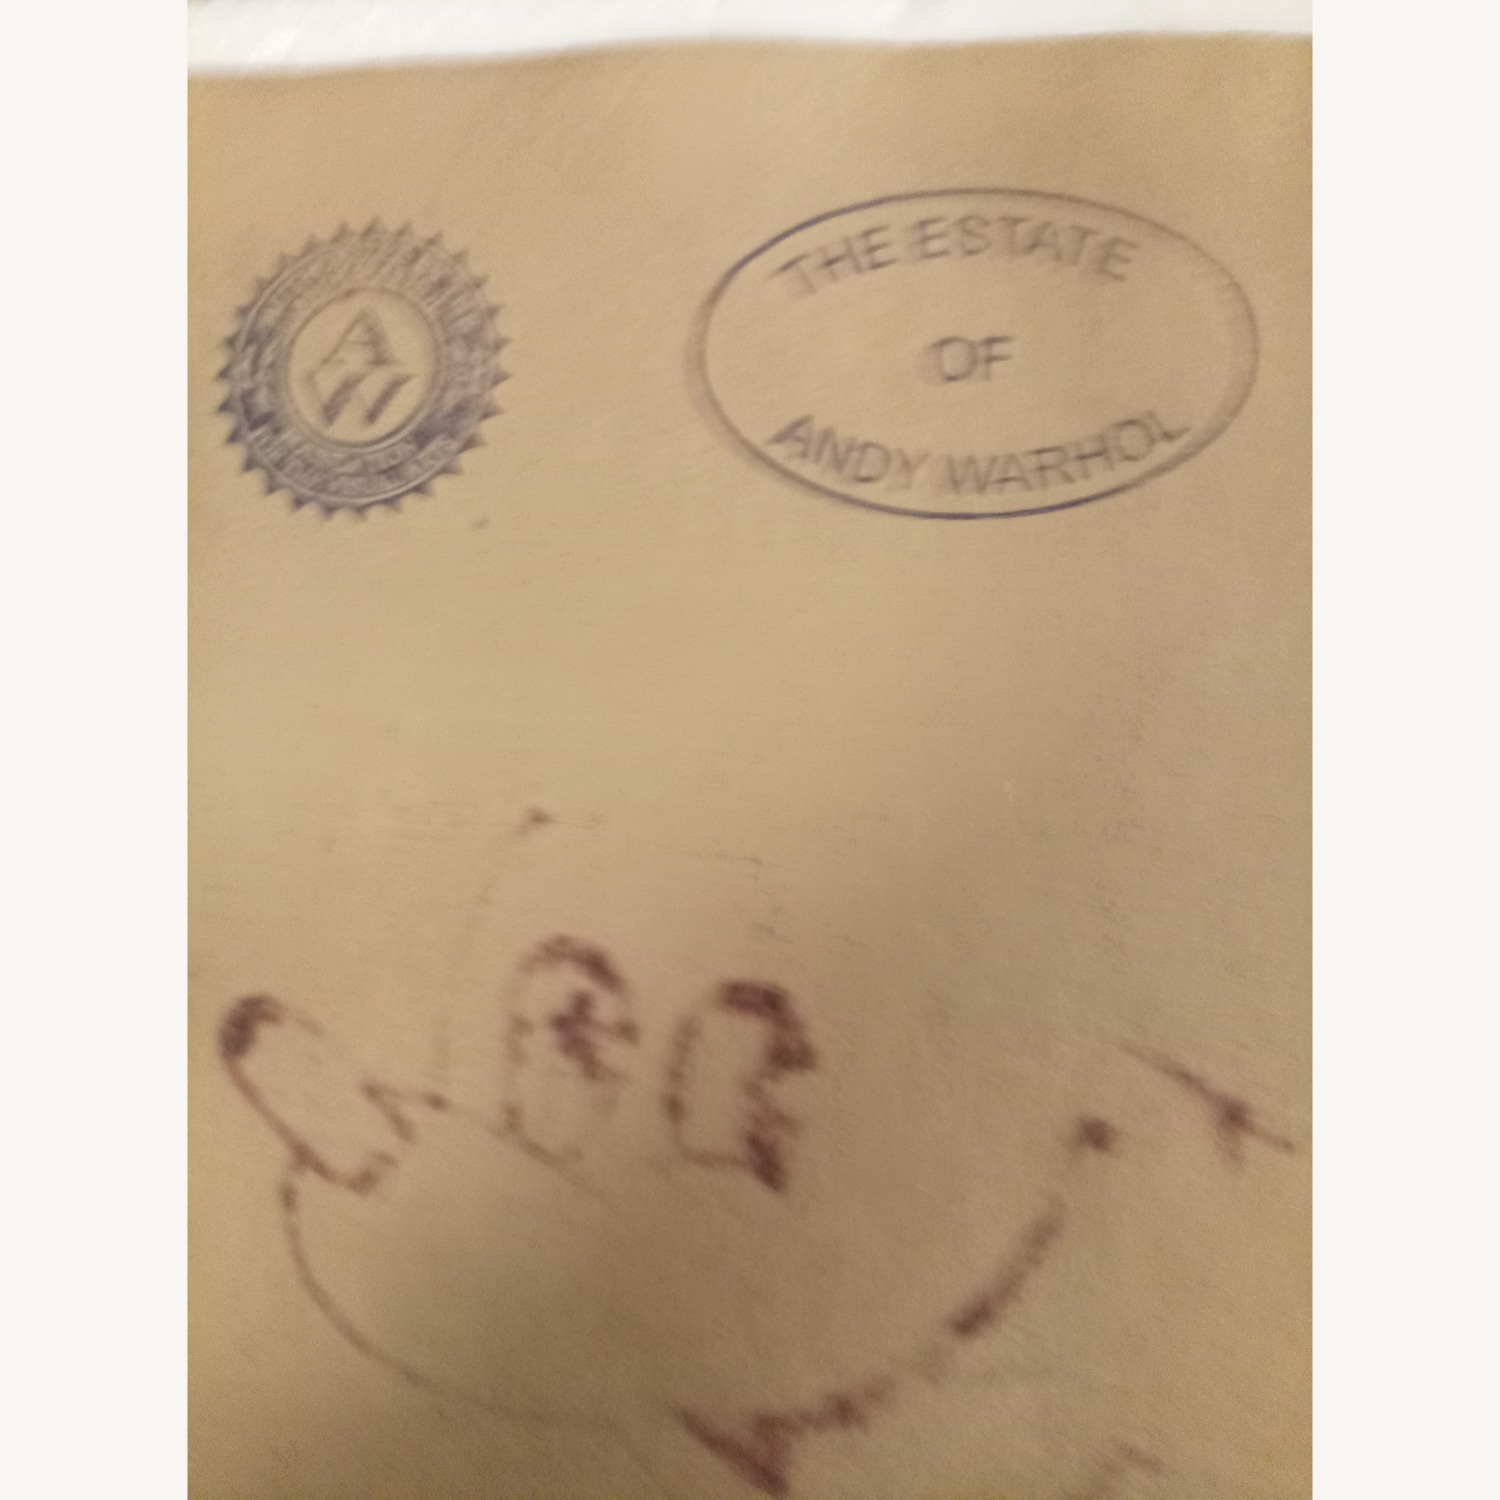 A
W
THE ESTATE
OF
ANDY WARHOL